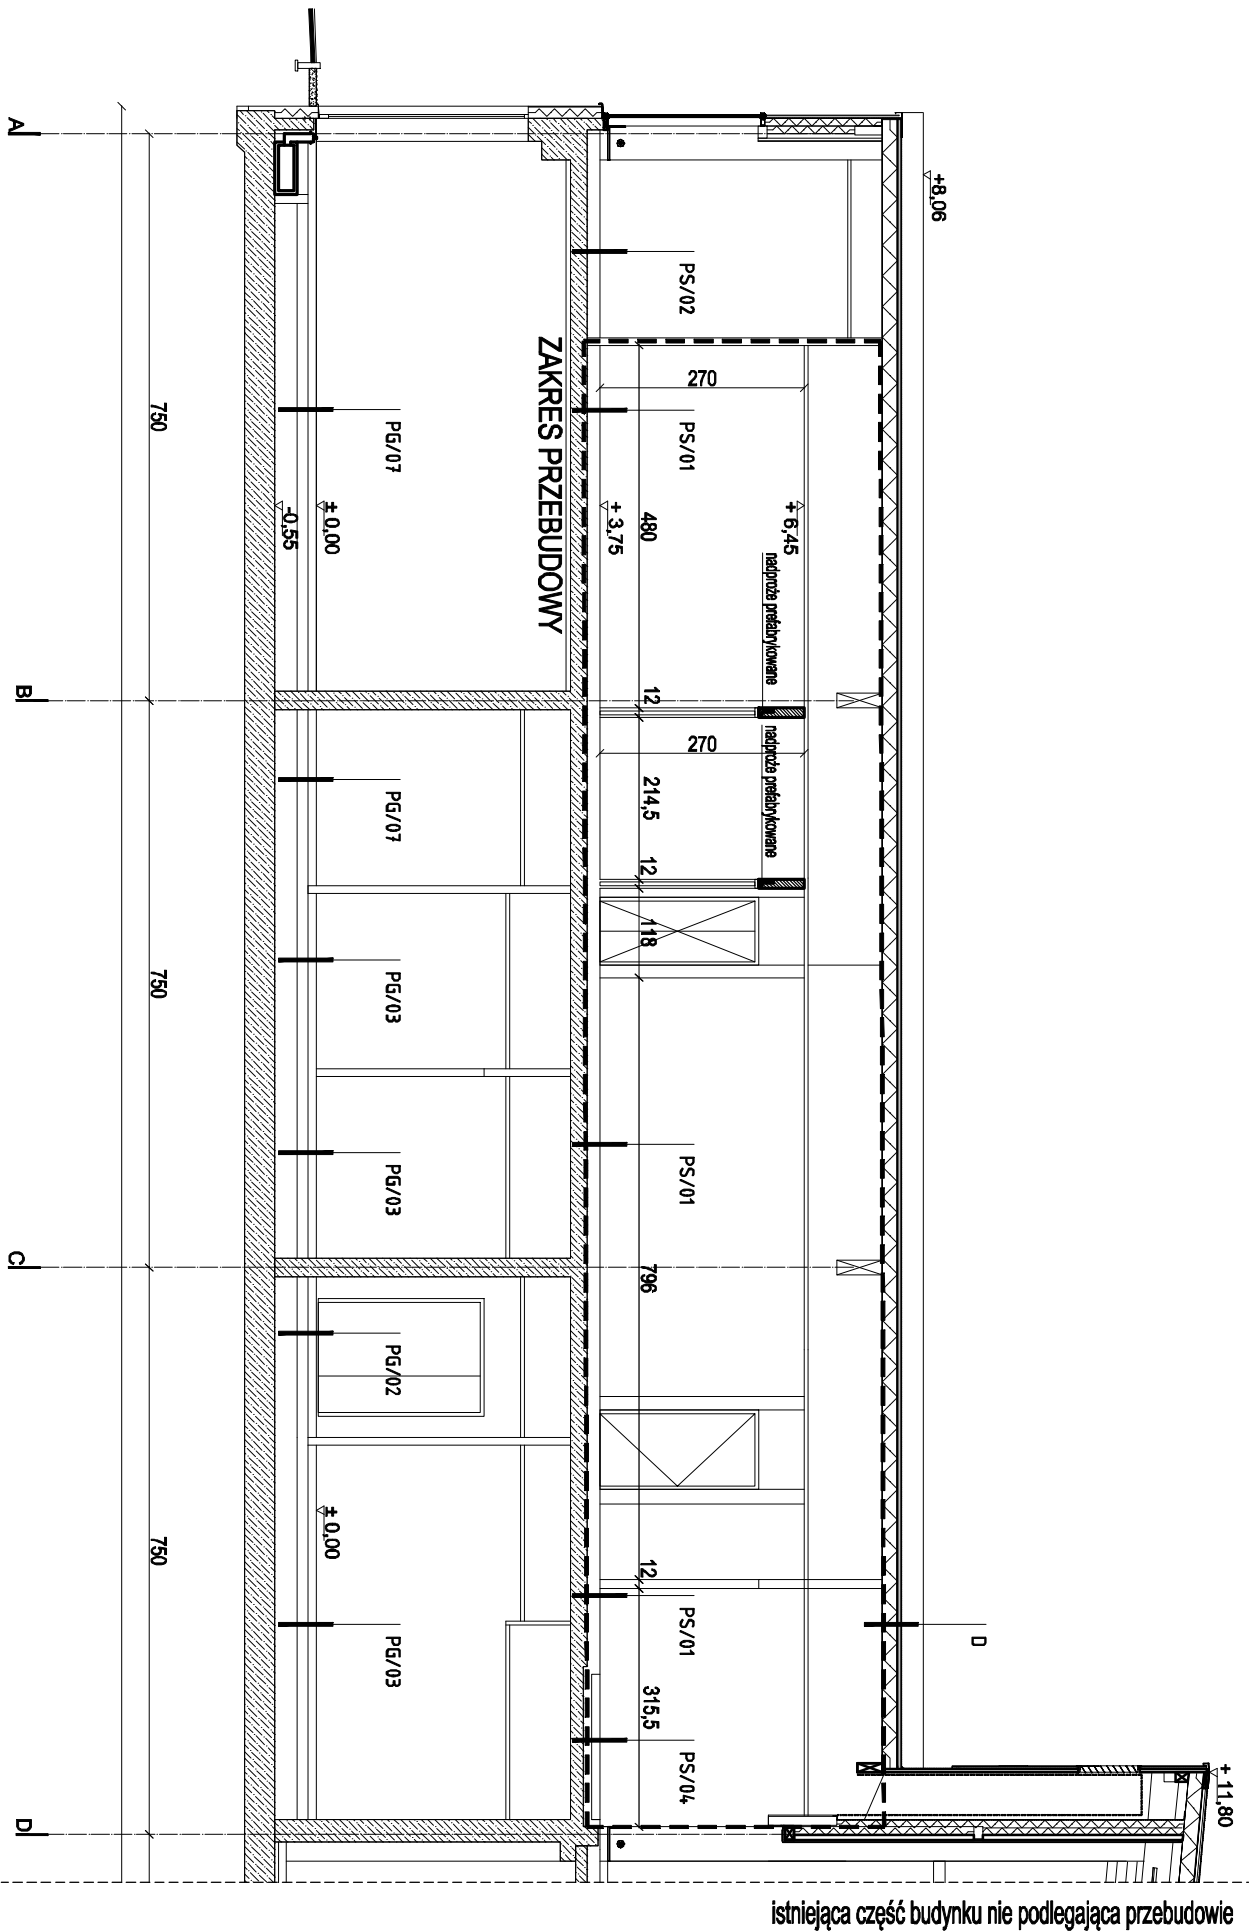 A
B
C
D
750
750
750
+8,06
+ 11,80
PS/02
270
PS/01
480
+ 6,45
+ 3,75
nadproże prefabrykowane
12
270
nadproże prefabrykowane
214,5
12
118
PS/01
796
12
PS/01
315,5
PS/04
D
ZAKRES PRZEBUDOWY
PG/07
± 0,00
-0,55
PG/07
PG/03
PG/03
PG/02
± 0,00
PG/03
istniejąca część budynku nie podlegająca przebudowie